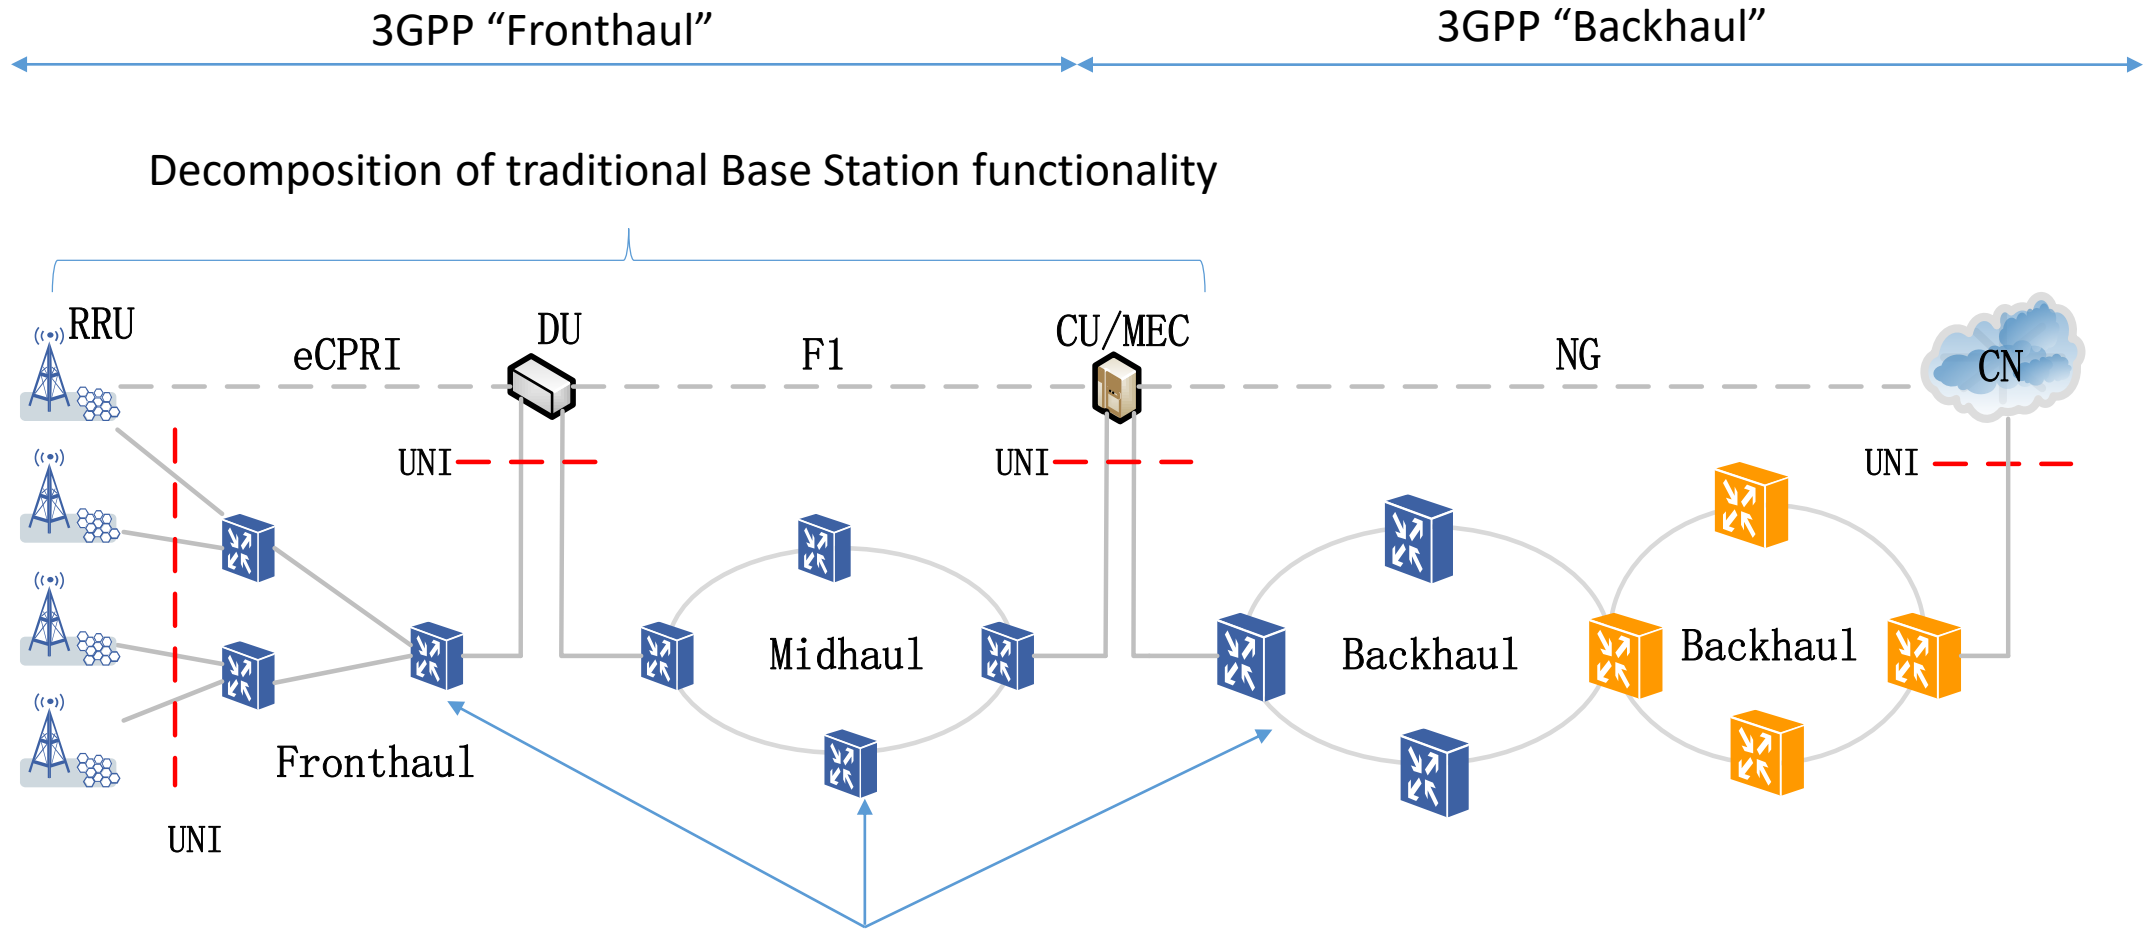 3GPP “Fronthaul”
3GPP “Backhaul”
Decomposition of traditional Base Station functionality
RRU
eCPRI
DU
F1
CU/MEC
NG
CN
UNI
UNI
UNI
Midhaul
Backhaul
Backhaul
Fronthaul
UNI